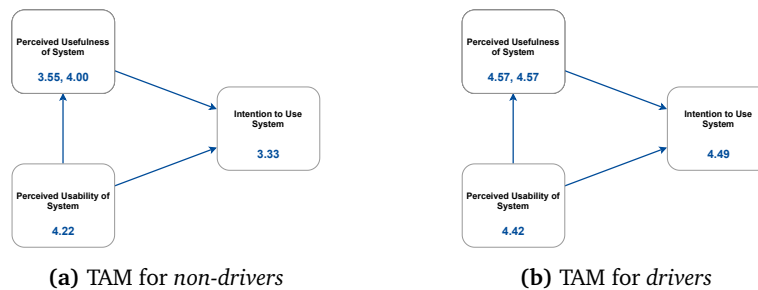 Perceived Usefulness
of System
3.55, 4.00
Intention to Use
System
3.33
Perceived Usability of
System
4.22
(a) TAM for non-drivers
Perceived Usefulness
of System
4.57, 4.57
Intention to Use
System
4.49
Perceived Usability of
System
4.42
(b) TAM for drivers